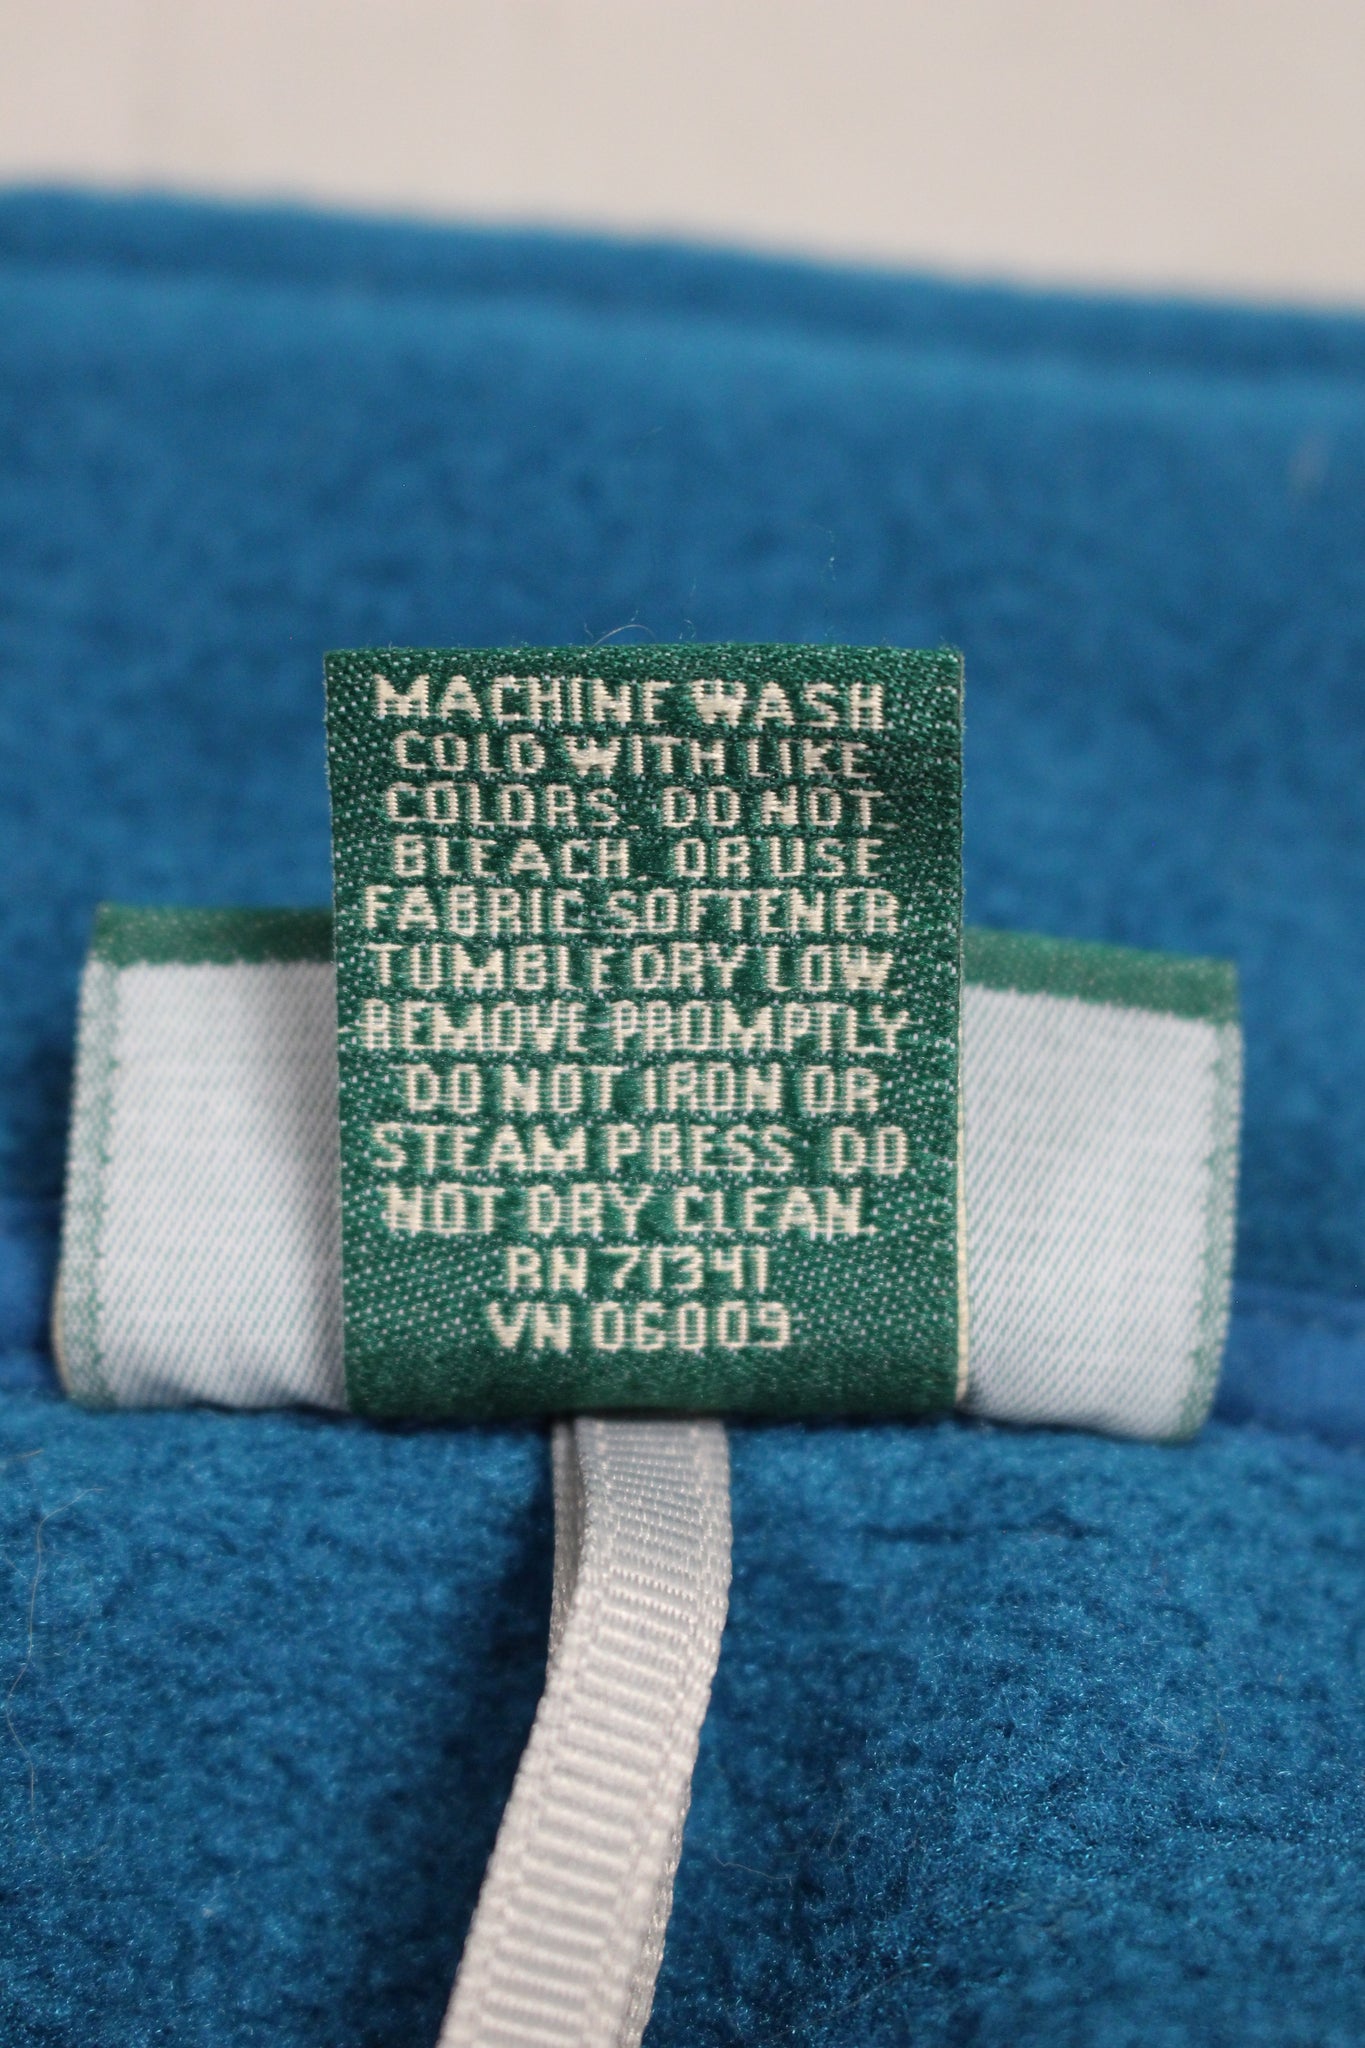 MACHINE WASH
COLD WITH LIKE
COLORS. DO NOT
BLEACH OR USE
FABRIC SOFTENER
TUMBLE DRY LOW
REMOVE PROMPTLY
DO NOT IRON OR
STEAM PRESS DO
NOT DRY CLEAN.
RN 71341
VN 06009